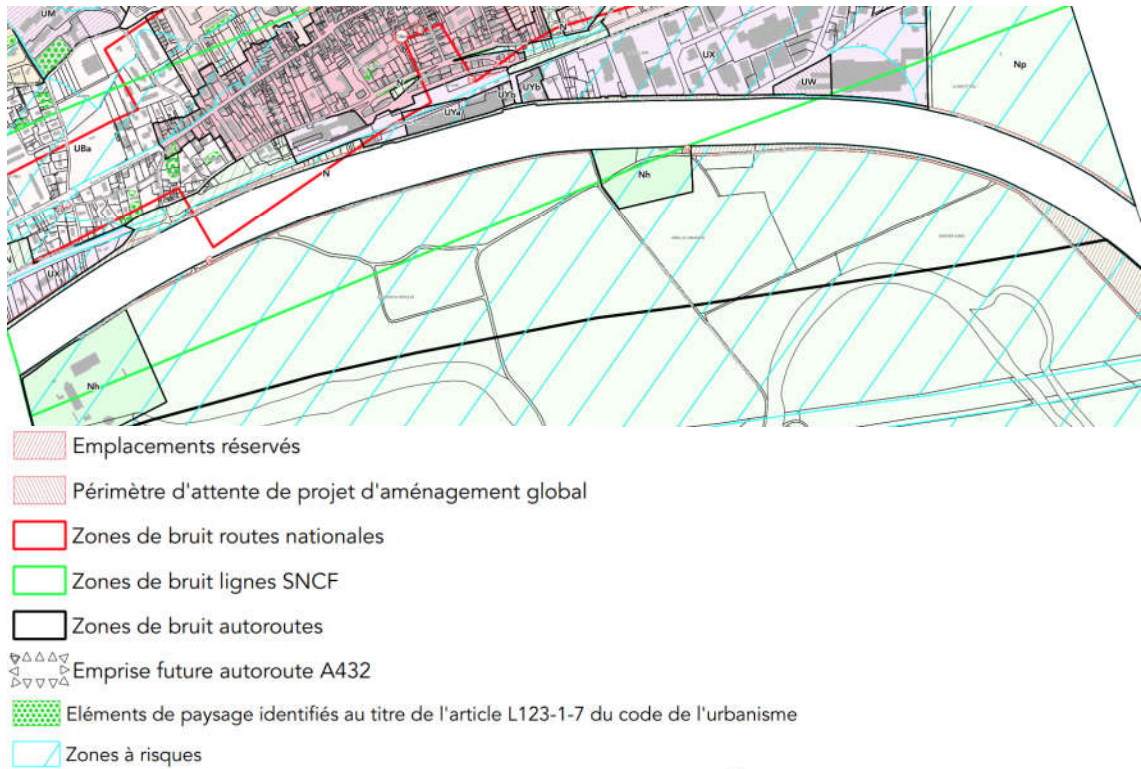 UM
UA
N
Np
UX
UYb
UW
UYb
N
UYa
UBa
N
Nh
UX
Nh
Emplacements réservés
Périmètre d'attente de projet d'aménagement global
Zones de bruit routes nationales
Zones de bruit lignes SNCF
Zones de bruit autoroutes
Emprise future autoroute A432
Eléments de paysage identifiés au titre de l'article L123-1-7 du code de l'urbanisme
Zones à risques